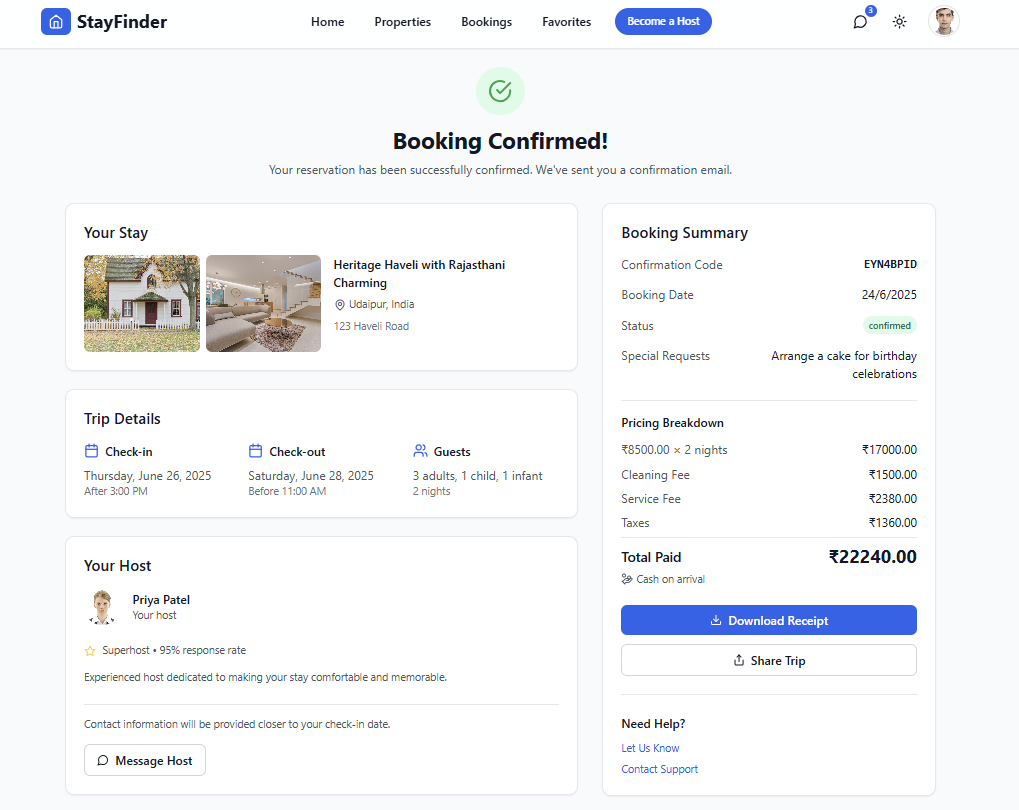 StayFinder
Home
Properties
Bookings
Favorites
Become a Host
3
Booking Confirmed!
Your reservation has been successfully confirmed. We've sent you a confirmation email.
Your Stay
Heritage Haveli with Rajasthani
Charming
Udaipur, India
123 Haveli Road
Trip Details
Check-in
Thursday, June 26, 2025
After 3:00 PM
Check-out
Saturday, June 28, 2025
Before 11:00 AM
Guests
3 adults, 1 child, 1 infant
2 nights
Your Host
Priya Patel
Your host
Superhost • 95% response rate
Experienced host dedicated to making your stay comfortable and memorable.
Contact information will be provided closer to your check-in date.
Message Host
Booking Summary
Confirmation Code EYN4BPID
Booking Date 24/6/2025
Status confirmed
Special Requests Arrange a cake for birthday
celebrations
Pricing Breakdown
₹8500.00 × 2 nights ₹17000.00
Cleaning Fee ₹1500.00
Service Fee ₹2380.00
Taxes ₹1360.00
Total Paid ₹22240.00
Cash on arrival
Download Receipt
Share Trip
Need Help?
Let Us Know
Contact Support